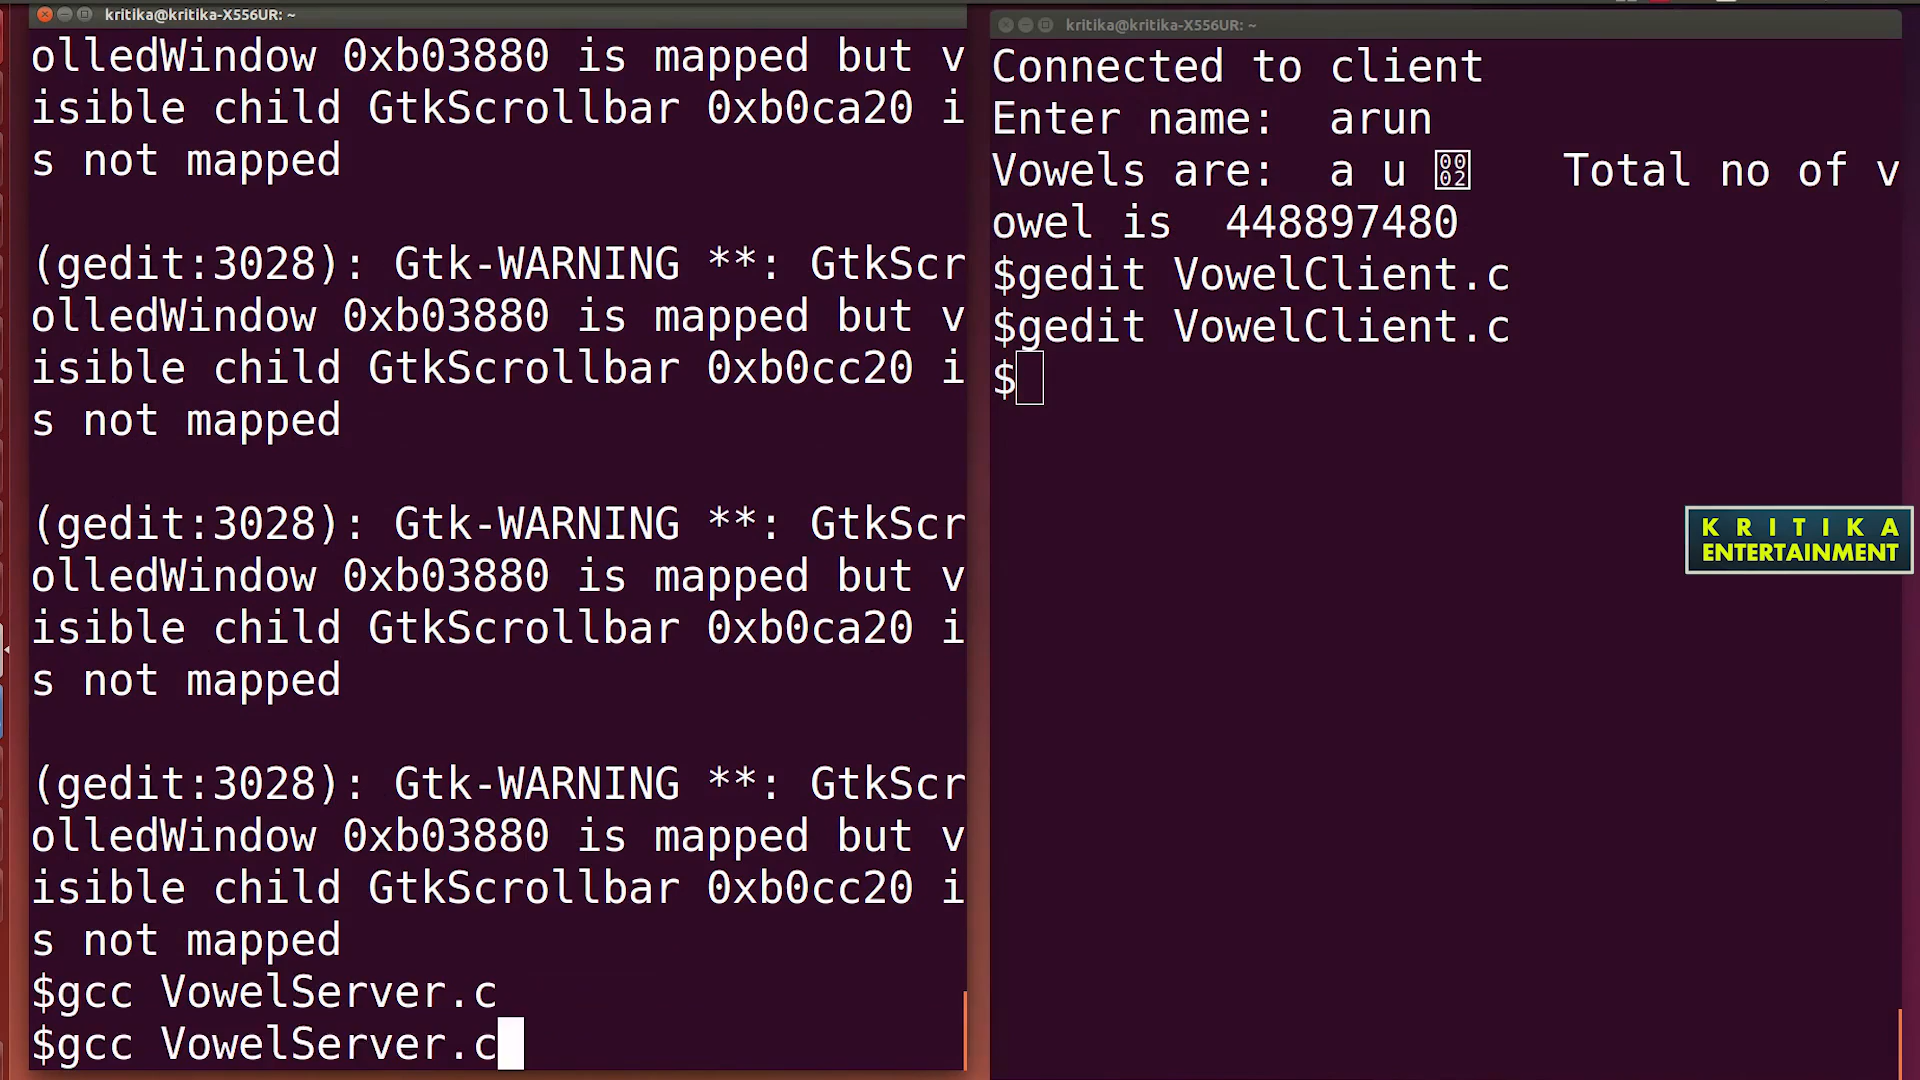 kritika@kritika-X556UR: ~
olledWindow 0xb03880 is mapped but v
isible child GtkScrollbar 0xb0ca20 i
s not mapped
(gedit:3028): Gtk-WARNING **: GtkScr
olledWindow 0xb03880 is mapped but v
isible child GtkScrollbar 0xb0cc20 i
s not mapped
(gedit:3028): Gtk-WARNING **: GtkScr
olledWindow 0xb03880 is mapped but v
isible child GtkScrollbar 0xb0ca20 i
s not mapped
(gedit:3028): Gtk-WARNING **: GtkScr
olledWindow 0xb03880 is mapped but v
isible child GtkScrollbar 0xb0cc20 i
s not mapped
$gcc VowelServer.c
$gcc VowelServer.c
kritika@kritika-X556UR: ~
Connected to client
Enter name:  arun
Vowels are:  a u 0002    Total no of v
owel is  448897480
$gedit VowelClient.c
$gedit VowelClient.c
$
KRITIKA
ENTERTAINMENT